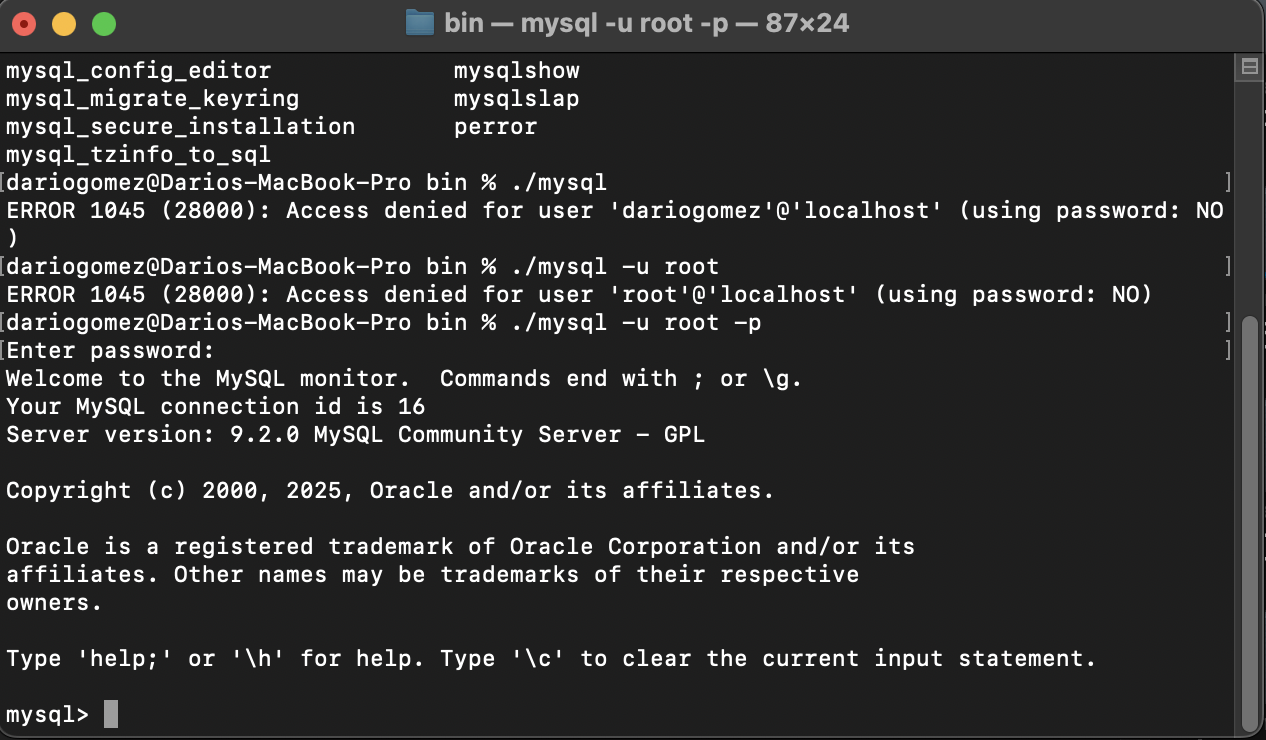 bin — mysql -u root -p — 87×24
mysql_config_editor mysqlshow
mysql_migrate_keyring mysqlslap
mysql_secure_installation perror
mysql_tzinfo_to_sql
[dariogomez@Darios-MacBook-Pro bin % ./mysql ]
ERROR 1045 (28000): Access denied for user 'dariogomez'@'localhost' (using password: NO
)
[dariogomez@Darios-MacBook-Pro bin % ./mysql -u root ]
ERROR 1045 (28000): Access denied for user 'root'@'localhost' (using password: NO)
[dariogomez@Darios-MacBook-Pro bin % ./mysql -u root -p ]
[Enter password: ]
Welcome to the MySQL monitor.  Commands end with ; or \g.
Your MySQL connection id is 16
Server version: 9.2.0 MySQL Community Server - GPL
Copyright (c) 2000, 2025, Oracle and/or its affiliates.
Oracle is a registered trademark of Oracle Corporation and/or its
affiliates. Other names may be trademarks of their respective
owners.
Type 'help;' or '\h' for help. Type '\c' to clear the current input statement.
mysql>